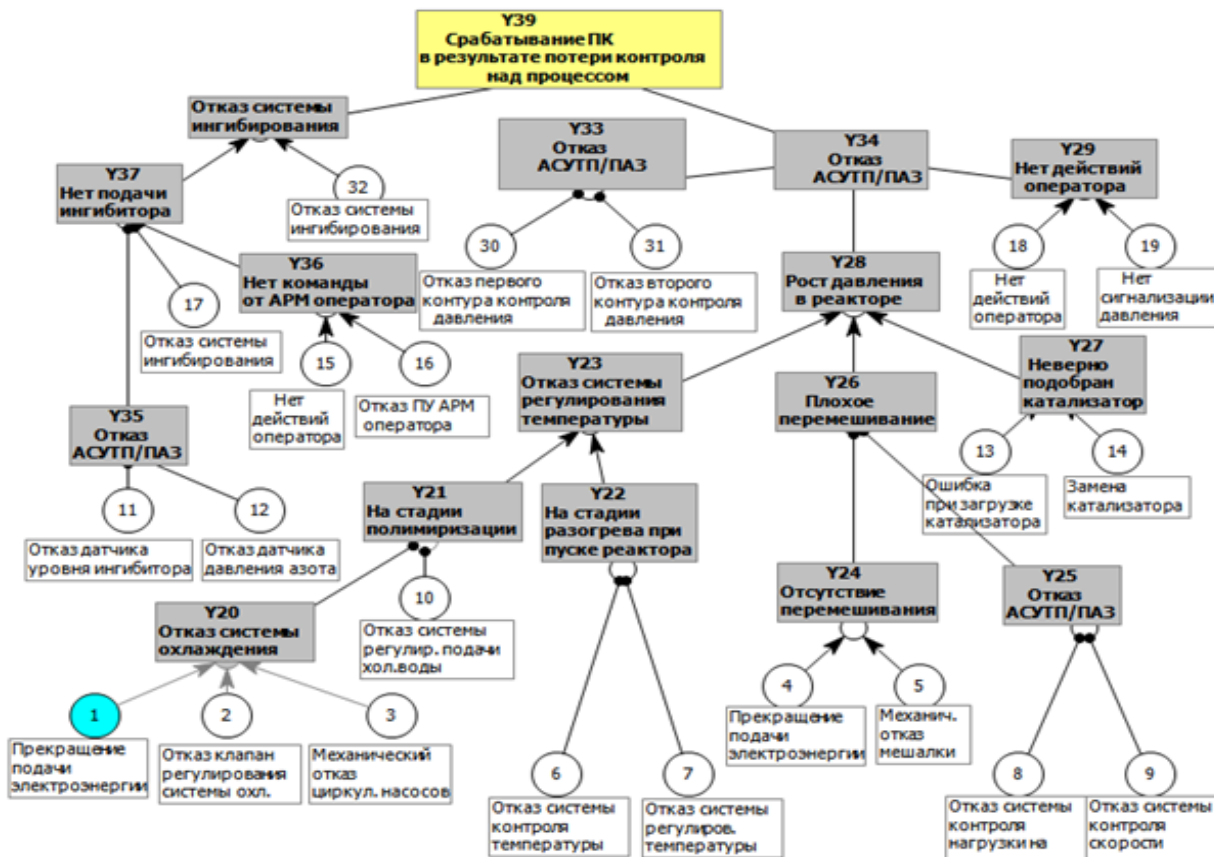 Y39
Срабатывание ПК
в результате потери контроля
над процессом
Отказ системы
ингибирования
Y33
Отказ
АСУТП/ПАЗ
Y34
Отказ
АСУТП/ПАЗ
Y29
Нет действий
оператора
Y37
Нет подачи
ингибитора
32
Отказ системы
ингибирования
30
Отказ первого
контура контроля
давления
31
Отказ второго
контура контроля
давления
18
Нет
действий
оператора
19
Нет
сигнализации
давления
Y36
Нет команды
от АРМ оператора
17
Отказ системы
ингибирования
Y28
Рост давления
в реакторе
15
Нет
действий
оператора
16
Отказ ПУ АРМ
оператора
Y23
Отказ системы
регулирования
температуры
Y26
Плохое
перемешивание
Y27
Неверно
подобран
катализатор
Y35
Отказ
АСУТП/ПАЗ
13
Ошибка
при загрузке
катализатора
14
Замена
катализатора
11
Отказ датчика
уровня ингибитора
12
Отказ датчика
давления азота
Y21
На стадии
полимиризации
Y22
На стадии
разогрева при
пуске реактора
Y24
Отсутствие
перемешивания
Y25
Отказ
АСУТП/ПАЗ
Y20
Отказ системы
охлаждения
10
Отказ системы
регулир. подачи
хол.воды
1
Прекращение
подачи
электроэнергии
2
Отказ клапан
регулирования
системы охл.
3
Механический
отказ
циркул. насосов
4
Прекращение
подачи
электроэнергии
5
Механич.
отказ
мешалки
6
Отказ системы
контроля
температуры
7
Отказ системы
регулиров.
температуры
8
Отказ системы
контроля
нагрузки на
9
Отказ системы
контроля
скорости